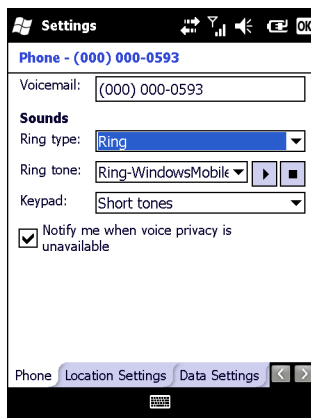 Settings
OK
Phone - (000) 000-0593
Voicemail: (000) 000-0593
Sounds
Ring type: Ring
Ring tone: Ring-WindowsMobile
Keypad: Short tones
Notify me when voice privacy is
unavailable
Phone Location Settings Data Settings